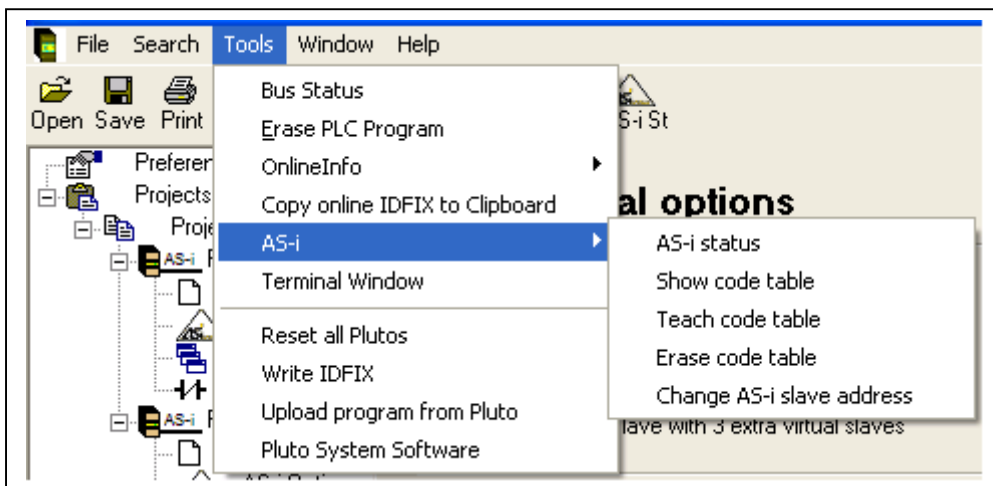 File Search Tools Window Help
Open Save Print
S-i St
Bus Status
Erase PLC Program
OnlineInfo
Copy online IDFIX to Clipboard
AS-i
Terminal Window
Reset all Plutos
Write IDFIX
Upload program from Pluto
Pluto System Software
AS-i status
Show code table
Teach code table
Erase code table
Change AS-i slave address
Preferer
Projects
Proje
AS-i
AS-i
al options
lave with 3 extra virtual slaves